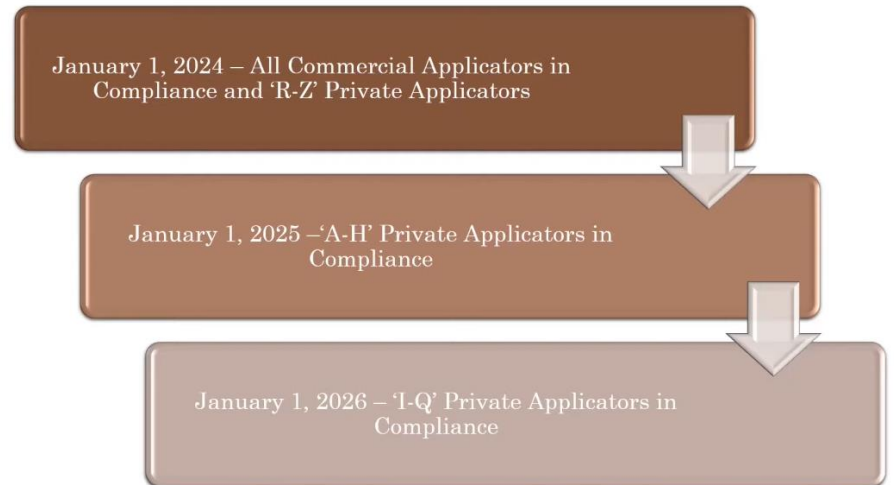 January 1, 2024 – All Commercial Applicators in
Compliance and ‘R-Z’ Private Applicators
January 1, 2025 –‘A-H’ Private Applicators in
Compliance
January 1, 2026 – ‘I-Q’ Private Applicators in
Compliance